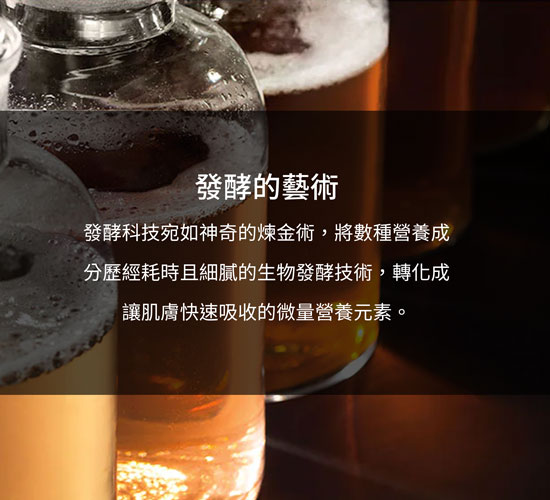 發酵的藝術
發酵科技宛如神奇的煉金術，將數種營養成
分歷經耗時且細膩的生物發酵技術，轉化成
讓肌膚快速吸收的微量營養元素。